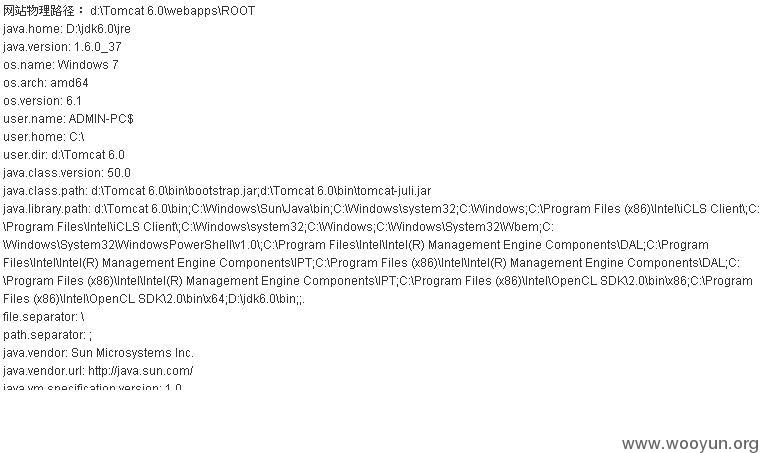 网站物理路径： d:\Tomcat 6.0\webapps\ROOT
java.home: D:\jdk6.0\jre
java.version: 1.6.0_37
os.name: Windows 7
os.arch: amd64
os.version: 6.1
user.name: ADMIN-PC$
user.home: C:\
user.dir: d:\Tomcat 6.0
java.class.version: 50.0
java.class.path: d:\Tomcat 6.0\bin\bootstrap.jar;d:\Tomcat 6.0\bin\tomcat-juli.jar
java.library.path: d:\Tomcat 6.0\bin;C:\Windows\Sun\Java\bin;C:\Windows\system32;C:\Windows;C:\Program Files (x86)\Intel\iCLS Client\;C:
\Program Files\Intel\iCLS Client\;C:\Windows\system32;C:\Windows;C:\Windows\System32\Wbem;C:
\Windows\System32\WindowsPowerShell\v1.0\;C:\Program Files\Intel\Intel(R) Management Engine Components\DAL;C:\Program
Files\Intel\Intel(R) Management Engine Components\IPT;C:\Program Files (x86)\Intel\Intel(R) Management Engine Components\DAL;C:
\Program Files (x86)\Intel\Intel(R) Management Engine Components\IPT;C:\Program Files (x86)\Intel\OpenCL SDK\2.0\bin\x86;C:\Program
Files (x86)\Intel\OpenCL SDK\2.0\bin\x64;D:\jdk6.0\bin;;.
file.separator: \
path.separator: ;
java.vendor: Sun Microsystems Inc.
java.vendor.url: http://java.sun.com/
java.vm.specification.version: 1.0
www.wooyun.org